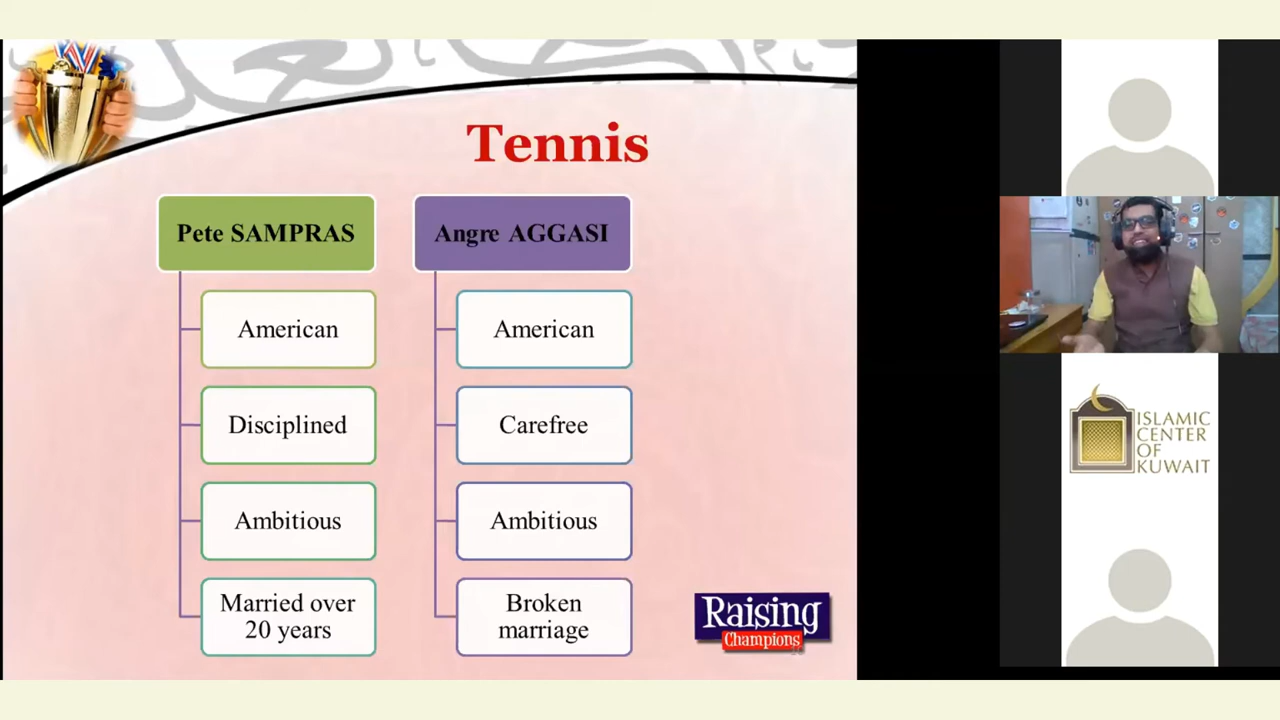 Tennis
Pete SAMPRAS
American
Disciplined
Ambitious
Married over
20 years
Angre AGGASI
American
Carefree
Ambitious
Broken
marriage
Raising
Champions
ISLAMIC
CENTER
OF
KUWAIT